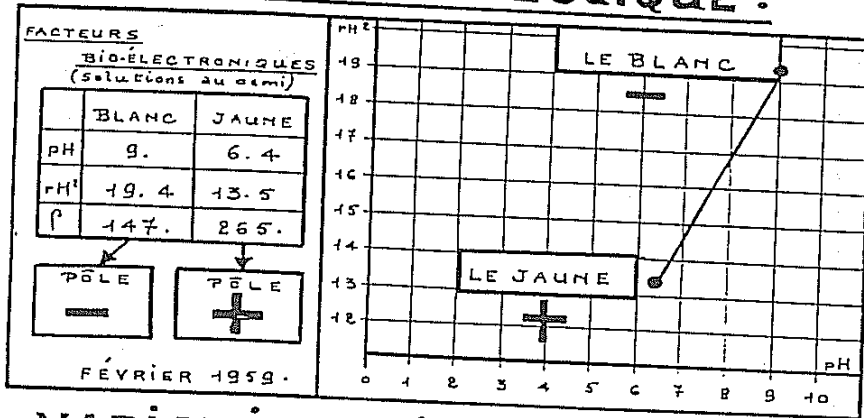 FACTEURS
BIO-ÉLECTRONIQUES
(solutions au demi)
BLANC JAUNE
pH 9. 6.4
rH² 19.4 13.5
ρ 147. 265.
PÔLE PÔLE
− +
FÉVRIER 1959.
rH²
19
18
17
16
15
14
13
12
LE BLANC
−
LE JAUNE
+
pH
0 1 2 3 4 5 6 7 8 9 10